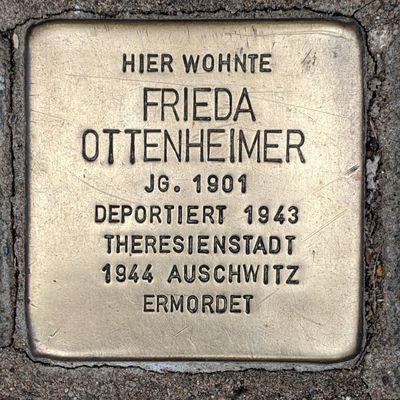 HIER WOHNTE
FRIEDA
OTTENHEIMER
JG. 1901
DEPORTIERT 1943
THERESIENSTADT
1944 AUSCHWITZ
ERMORDET